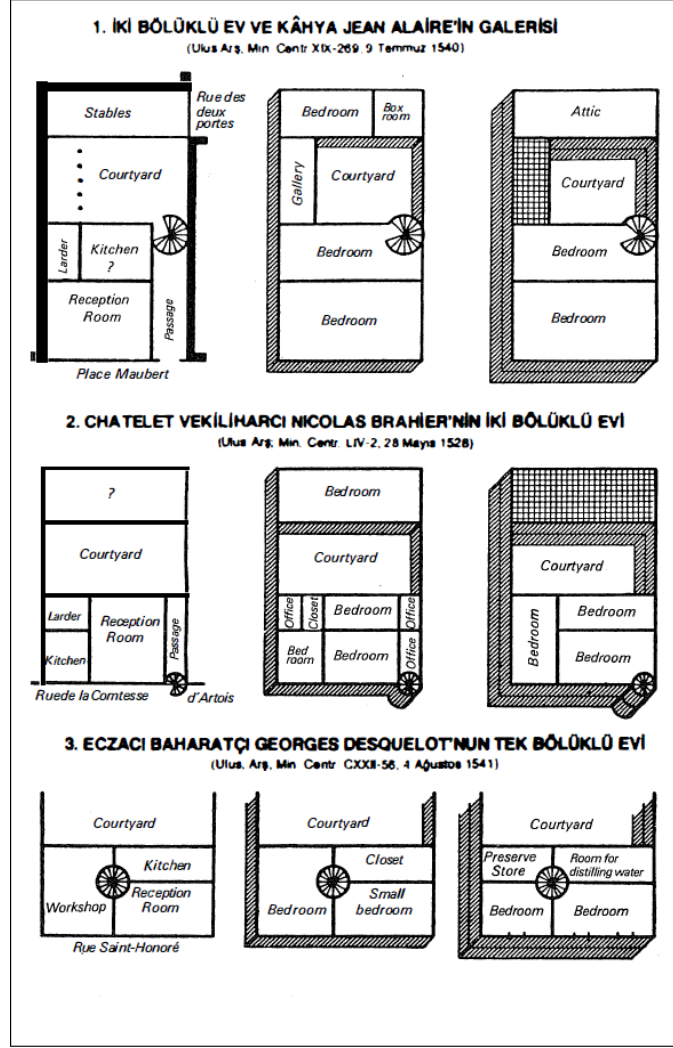 1. İKİ BÖLÜKLÜ EV VE KÂHYA JEAN ALAİRE'İN GALERİSİ
(Ulus Arş, Min Centr XIX-269, 9 Temmuz 1540)
Stables
Rue des
deux
portes
Courtyard
Larder
Kitchen
?
Reception
Room
Passage
Place Maubert
Bedroom
Box
room
Gallery
Courtyard
Bedroom
Bedroom
Attic
Courtyard
Bedroom
Bedroom
2. CHATELET VEKİLİHARCI NICOLAS BRAHIER'NİN İKİ BÖLÜKLÜ EVİ
(Ulus Arş, Min. Centr. LIV-2, 28 Mayıs 1528)
?
Courtyard
Larder
Kitchen
Reception
Room
Passage
Ruede la Comtesse
d'Artois
Bedroom
Courtyard
Office
Closet
Bedroom
Office
Bed
room
Bedroom
Office
Courtyard
Bedroom
Bedroom
Bedroom
3. ECZACI BAHARATÇI GEORGES DESQUELOT'NUN TEK BÖLÜKLÜ EVİ
(Ulus. Arş, Min Centr CXXII-56, 4 Ağustos 1541)
Courtyard
Kitchen
Workshop
Reception
Room
Rue Saint-Honoré
Courtyard
Closet
Bedroom
Small
bedroom
Courtyard
Preserve
Store
Room for
distilling water
Bedroom
Bedroom